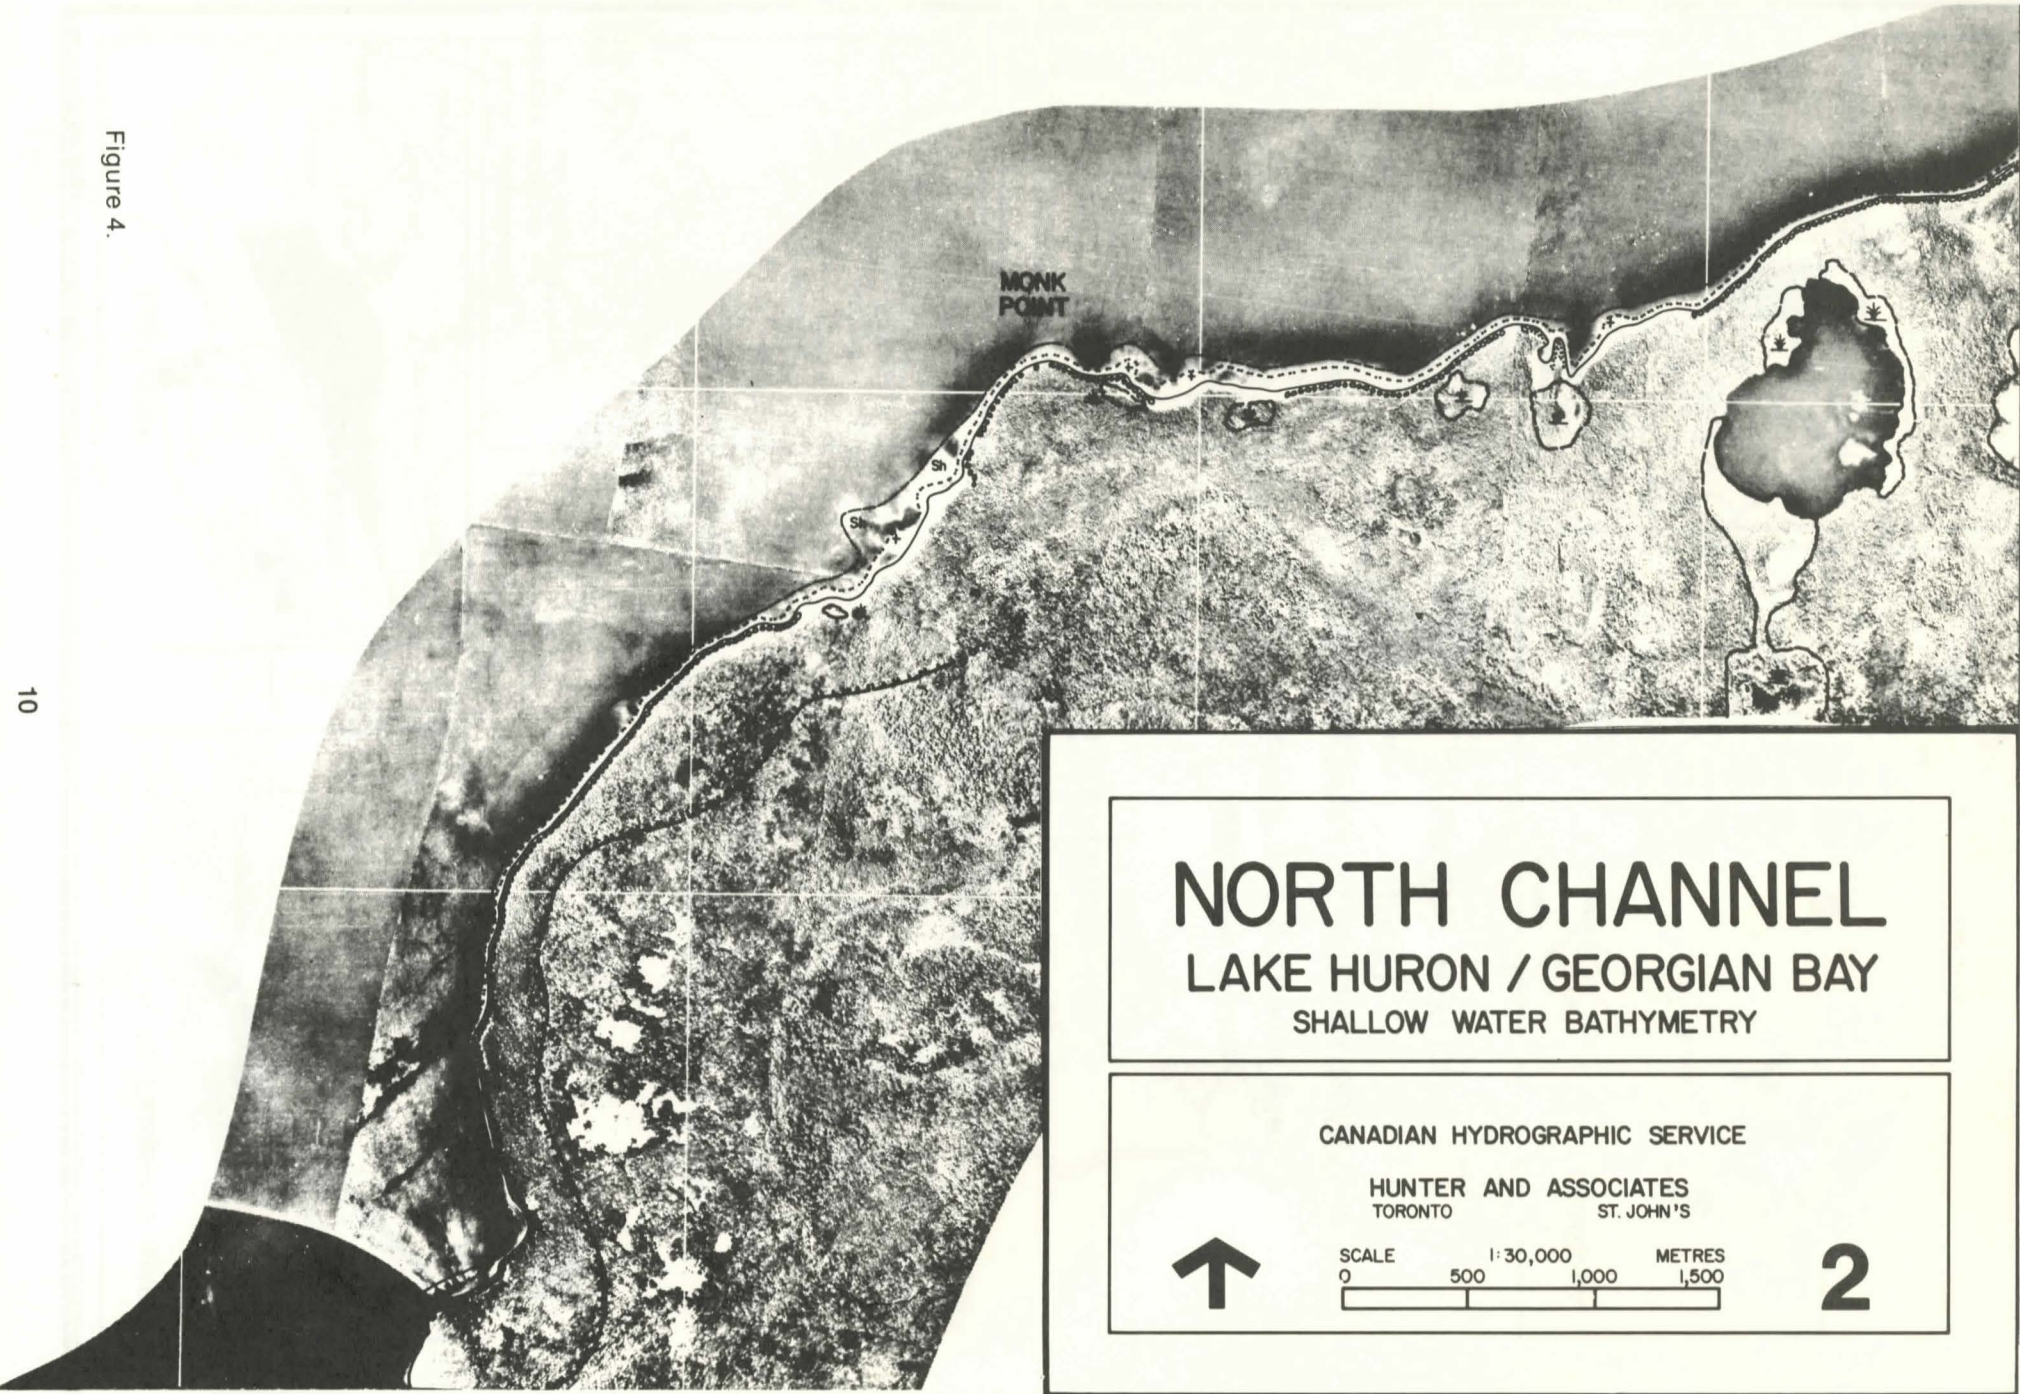 Figure 4.
10
MONK
POINT
Sh
Sh
NORTH CHANNEL
LAKE HURON / GEORGIAN BAY
SHALLOW WATER BATHYMETRY
CANADIAN HYDROGRAPHIC SERVICE
HUNTER AND ASSOCIATES
TORONTO ST. JOHN'S
SCALE 1:30,000 METRES
0 500 1,000 1,500
2